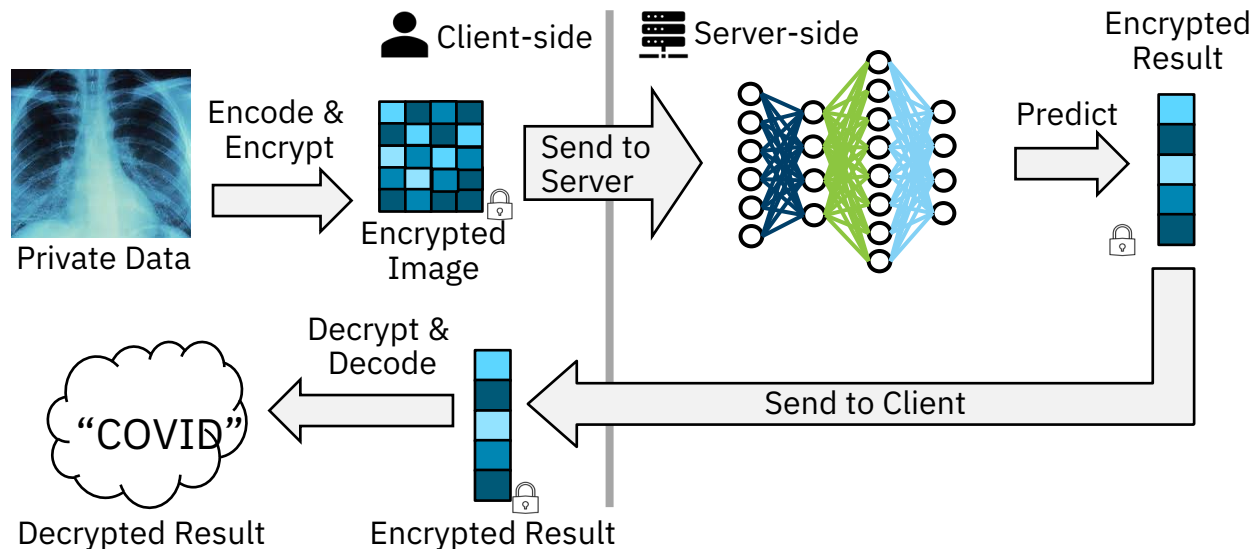 Client-side
Server-side
Encrypted
Result
Encode &
Encrypt
Send to
Server
Predict
Private Data
Encrypted
Image
Decrypt &
Decode
Send to Client
“COVID”
Decrypted Result
Encrypted Result